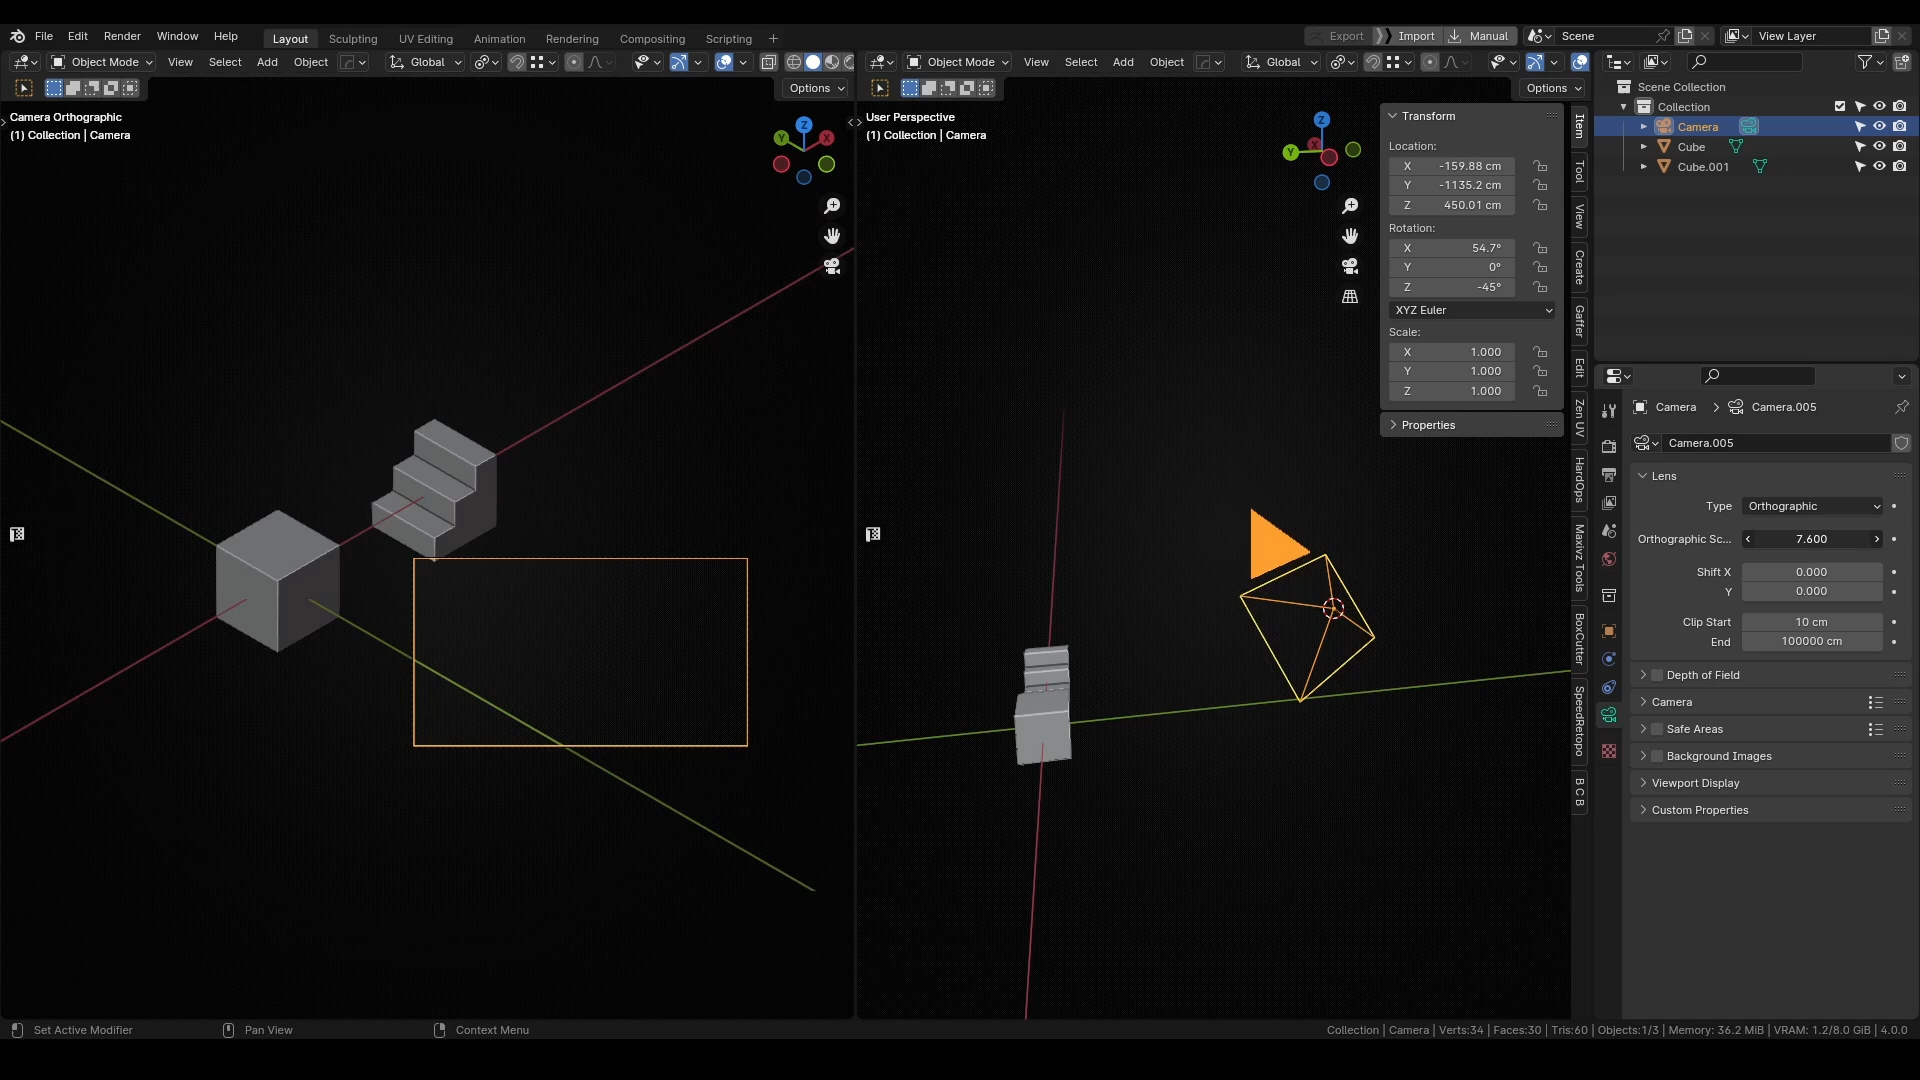 File Edit Render Window Help Layout Sculpting UV Editing Animation Rendering Compositing Scripting + Export Import Manual Scene View Layer
Object Mode View Select Add Object Global Object Mode View Select Add Object Global
Options Options
Camera Orthographic
(1) Collection | Camera
Z
Y
X
User Perspective
(1) Collection | Camera
Z
Y
X
Transform
Location:
X -159.88 cm
Y -1135.2 cm
Z 450.01 cm
Rotation:
X 54.7°
Y 0°
Z -45°
XYZ Euler
Scale:
X 1.000
Y 1.000
Z 1.000
Properties
Item
Tool
View
Create
Gaffer
Edit
Zen UV
HardOps
Maxivz Tools
BoxCutter
SpeedRetopo
B C B
Scene Collection
Collection
Camera
Cube
Cube.001
Camera Camera.005
Camera.005
Lens
Type Orthographic
Orthographic Sc... 7.600
Shift X 0.000
Y 0.000
Clip Start 10 cm
End 100000 cm
Depth of Field
Camera
Safe Areas
Background Images
Viewport Display
Custom Properties
Set Active Modifier Pan View Context Menu Collection | Camera | Verts:34 | Faces:30 | Tris:60 | Objects:1/3 | Memory: 36.2 MiB | VRAM: 1.2/8.0 GiB | 4.0.0